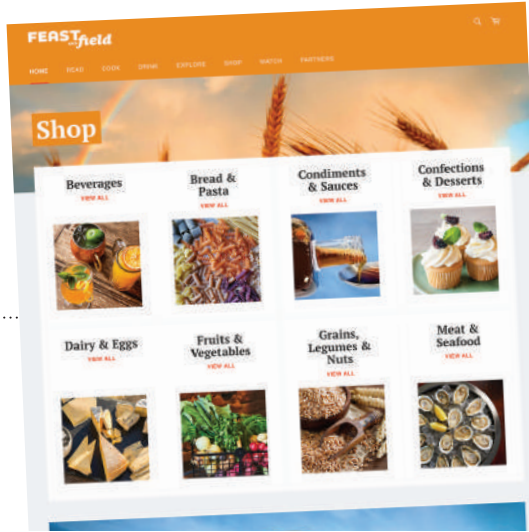 FEAST and field
HOME READ COOK DRINK EXPLORE SHOP WATCH PARTNERS
Shop
Beverages
VIEW ALL
Bread &
Pasta
VIEW ALL
Condiments
& Sauces
VIEW ALL
Confections
& Desserts
VIEW ALL
Dairy & Eggs
VIEW ALL
Fruits &
Vegetables
VIEW ALL
Grains,
Legumes &
Nuts
VIEW ALL
Meat &
Seafood
VIEW ALL